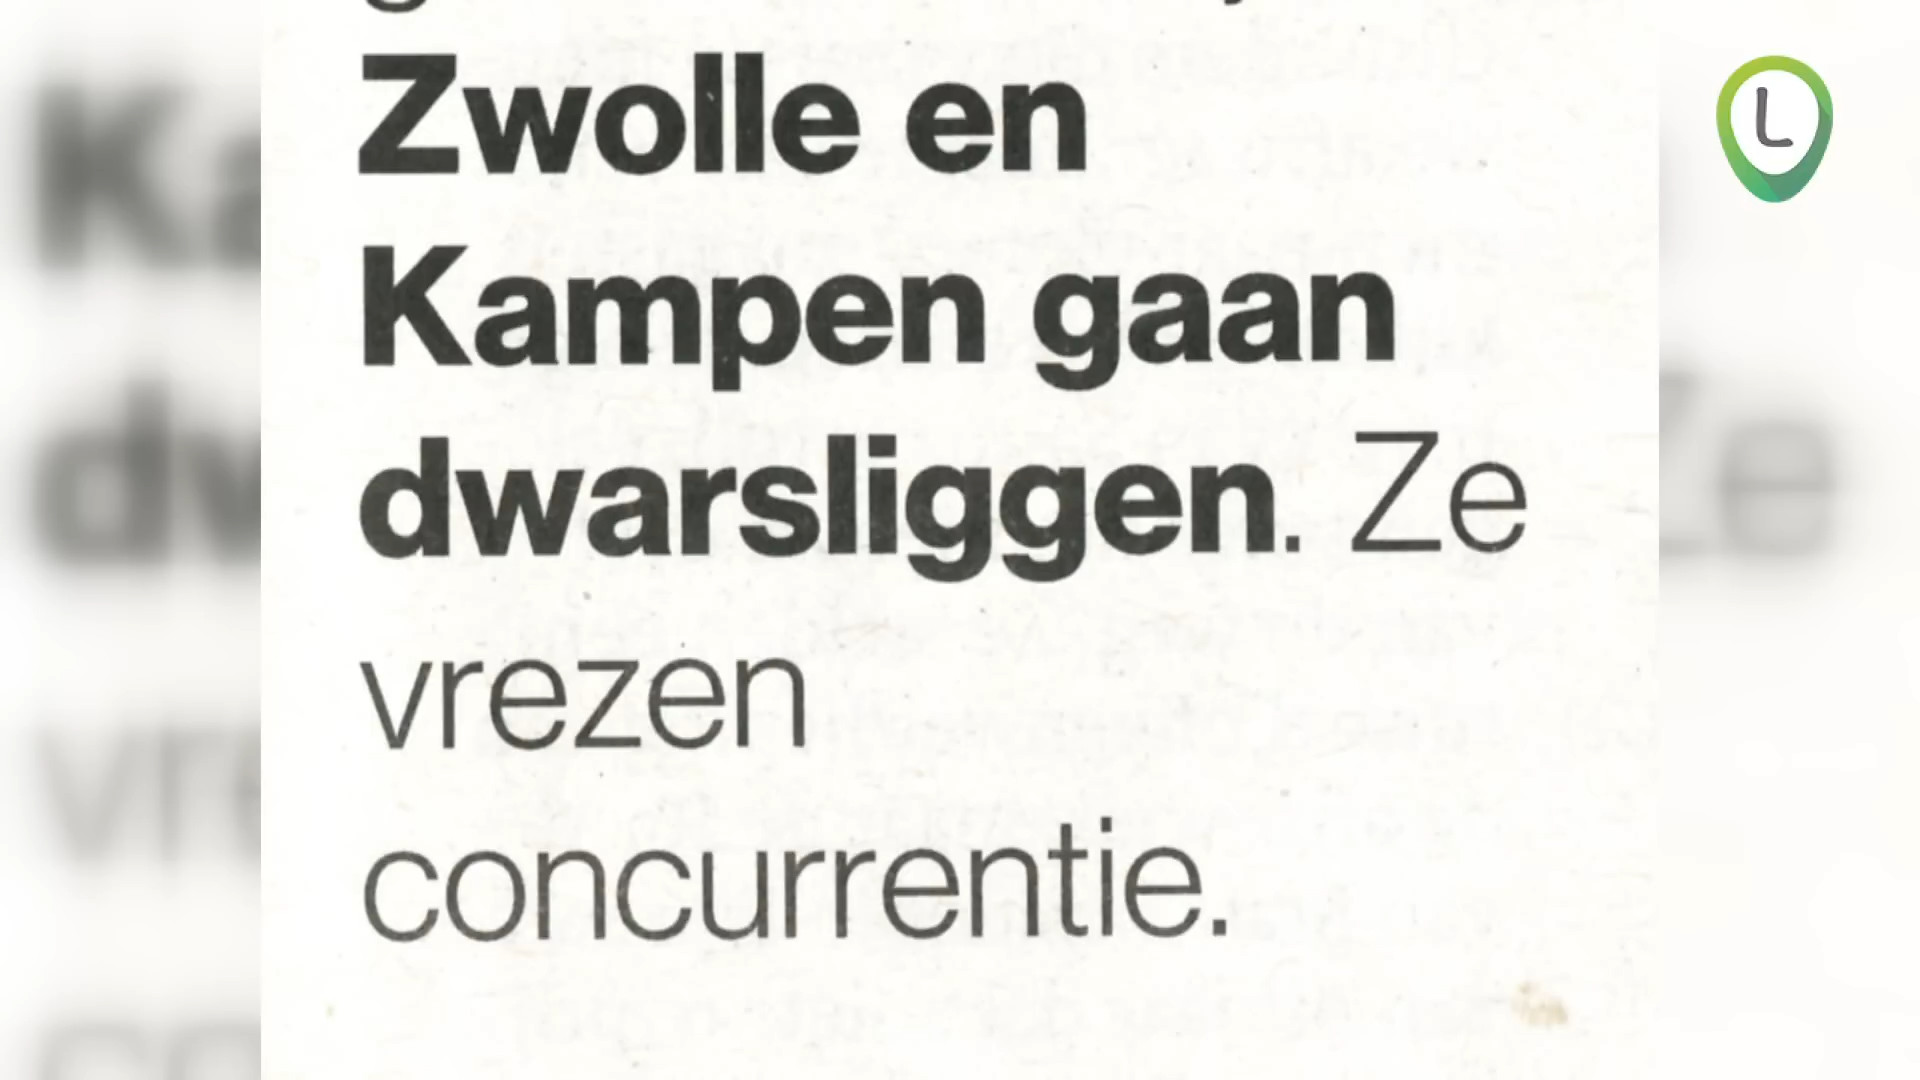 Zwolle en
Kampen gaan
dwarsliggen. Ze
vrezen
concurrentie.
L